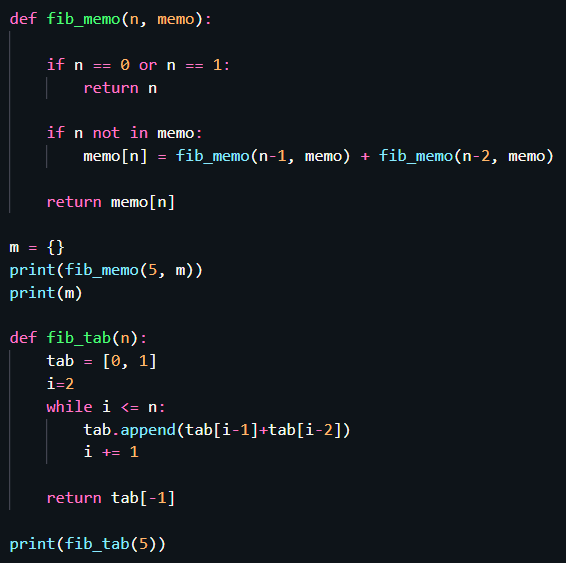 def fib_memo(n, memo):
    if n == 0 or n == 1:
        return n
    if n not in memo:
        memo[n] = fib_memo(n-1, memo) + fib_memo(n-2, memo)
    return memo[n]
m = {}
print(fib_memo(5, m))
print(m)
def fib_tab(n):
    tab = [0, 1]
    i=2
    while i <= n:
        tab.append(tab[i-1]+tab[i-2])
        i += 1
    return tab[-1]
print(fib_tab(5))